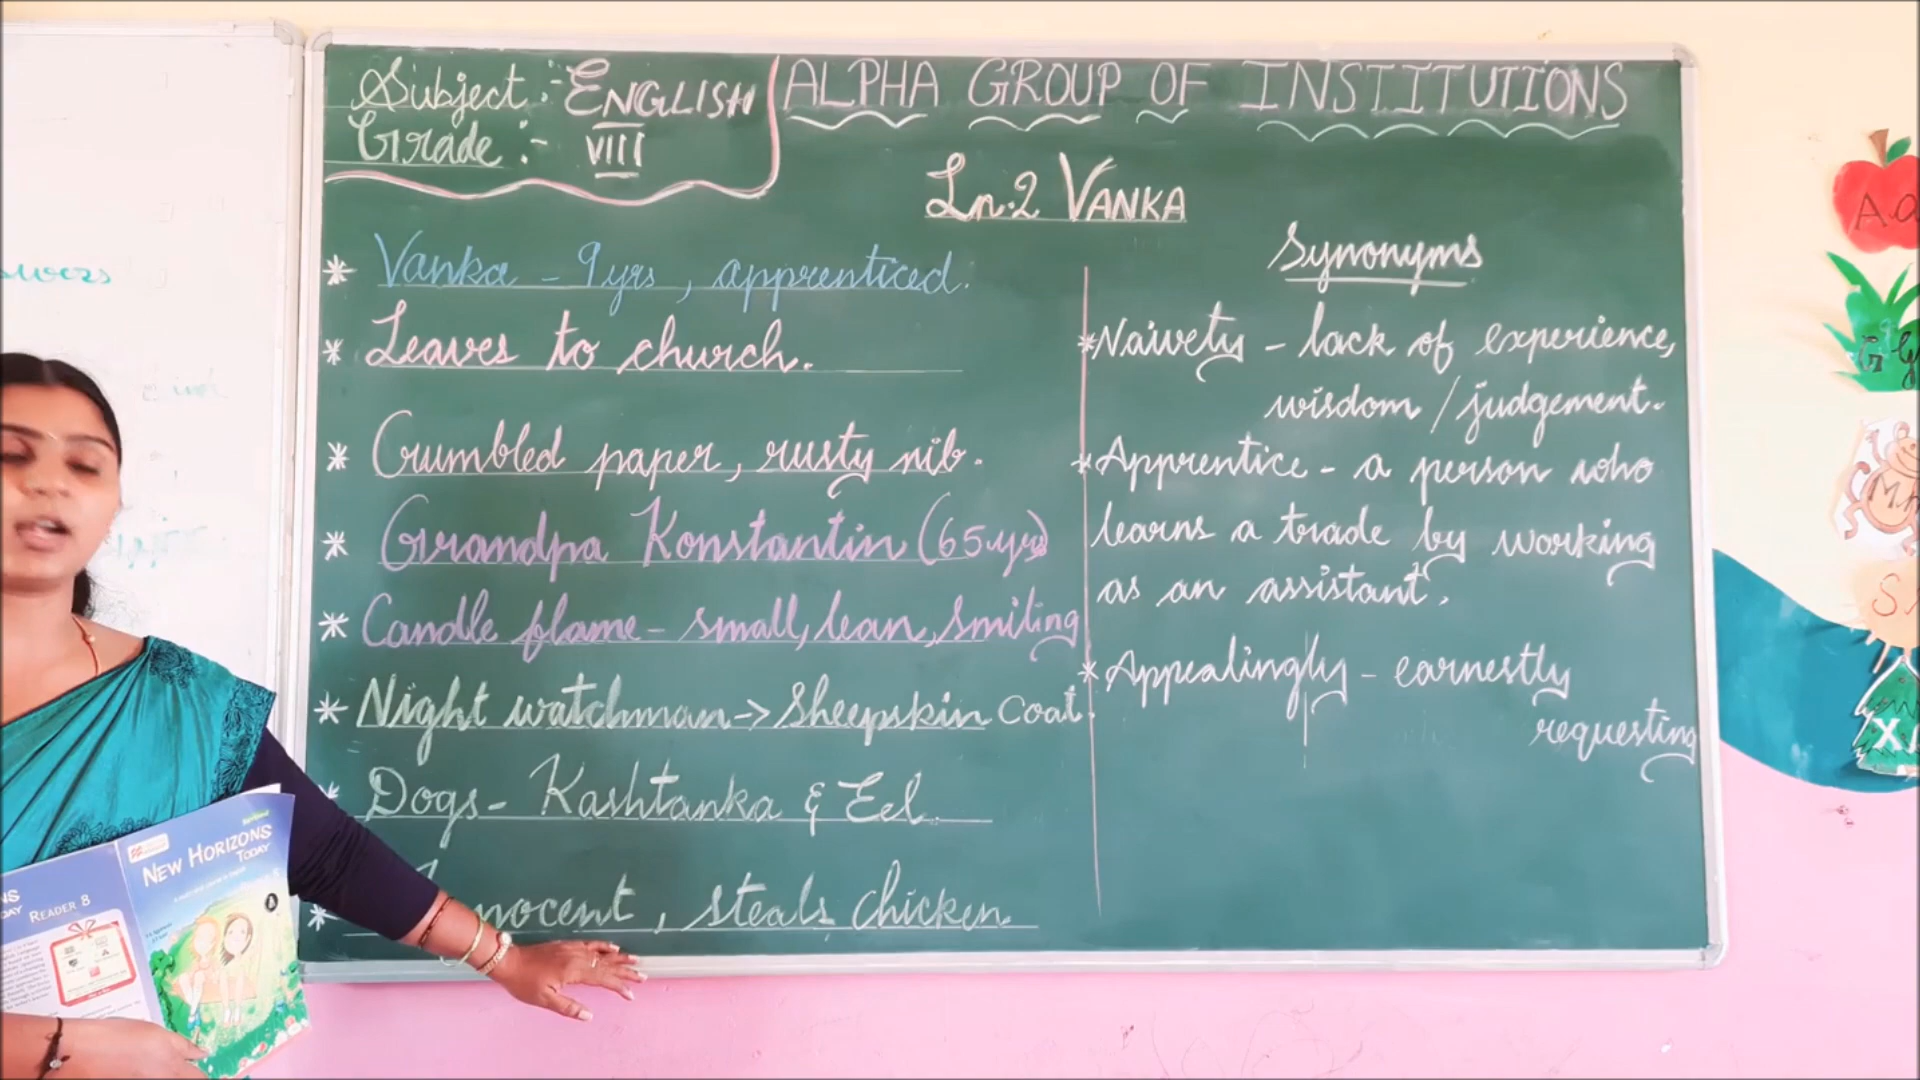 Subject :- ENGLISH
Grade :- VIII
ALPHA GROUP OF INSTITUTIONS
Ln.2 VANKA
* Vanka - 9yrs, apprenticed.
* Leaves to church.
* Crumbled paper, rusty nib.
* Grandpa Konstantin (65yrs)
* Candle flame - small, lean, smiling
* Night watchman -> Sheepskin coat.
* Dogs - Kashtanka & Eel.
* nocent, steals chicken.
Synonyms
* Naivety - lack of experience,
wisdom / judgement.
* Apprentice - a person who
learns a trade by working
as an assistant.
* Appealingly - earnestly
requesting
NEW HORIZONS
TODAY
READER 8
Aa
G
Mm
S
X